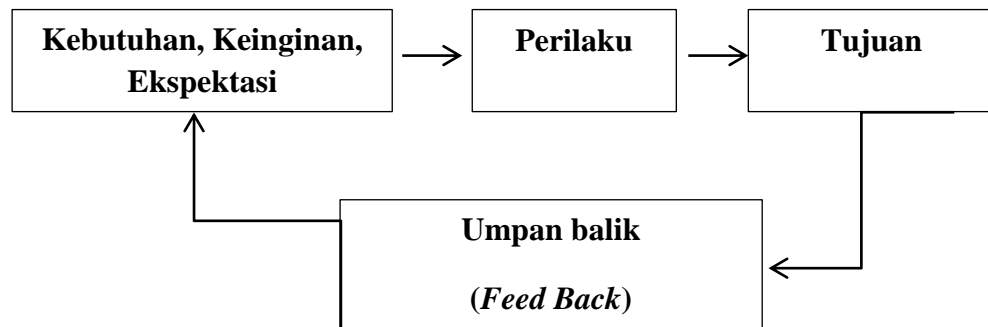 Kebutuhan, Keinginan,
Ekspektasi
Perilaku
Tujuan
Umpan balik
(Feed Back)